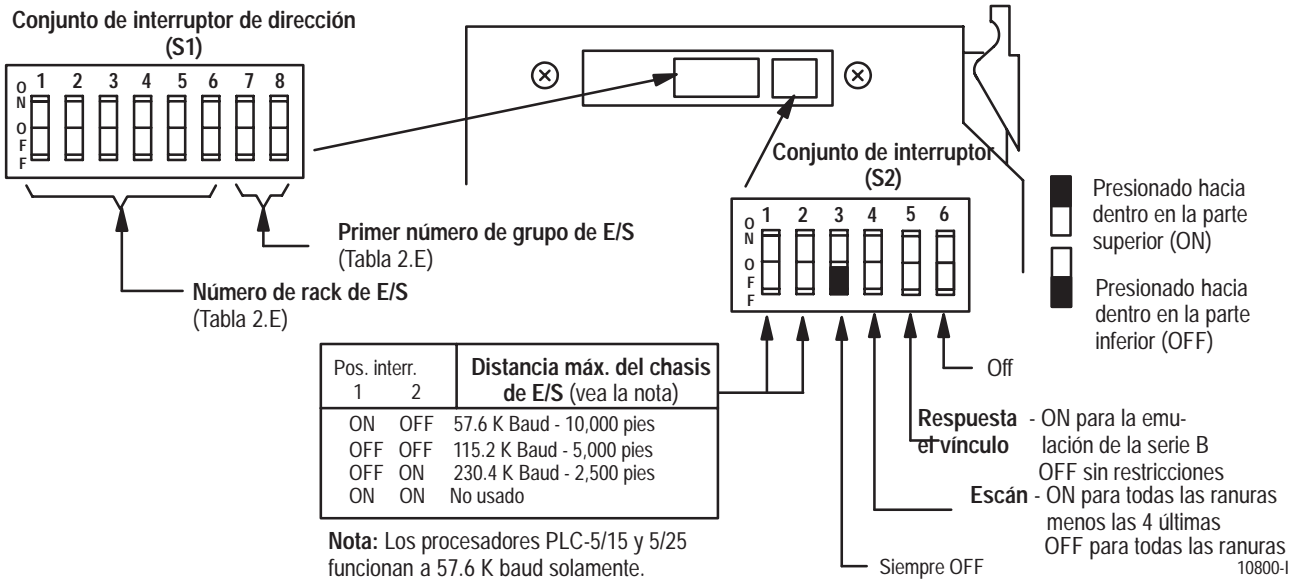 Conjunto de interruptor de dirección
(S1)
1 2 3 4 5 6 7 8
ON
OFF
Primer número de grupo de E/S
(Tabla 2.E)
Número de rack de E/S
(Tabla 2.E)
Conjunto de interruptor
(S2)
1 2 3 4 5 6
ON
OFF
Presionado hacia
dentro en la parte
superior (ON)
Presionado hacia
dentro en la parte
inferior (OFF)
Pos. interr.
1 2
Distancia máx. del chasis
de E/S (vea la nota)
ON OFF 57.6 K Baud - 10,000 pies
OFF OFF 115.2 K Baud - 5,000 pies
OFF ON 230.4 K Baud - 2,500 pies
ON ON No usado
Nota: Los procesadores PLC-5/15 y 5/25
funcionan a 57.6 K baud solamente.
Off
Respuesta - ON para la emu-
el vínculo lación de la serie B
OFF sin restricciones
Escán - ON para todas las ranuras
menos las 4 últimas
OFF para todas las ranuras
Siempre OFF
10800-I